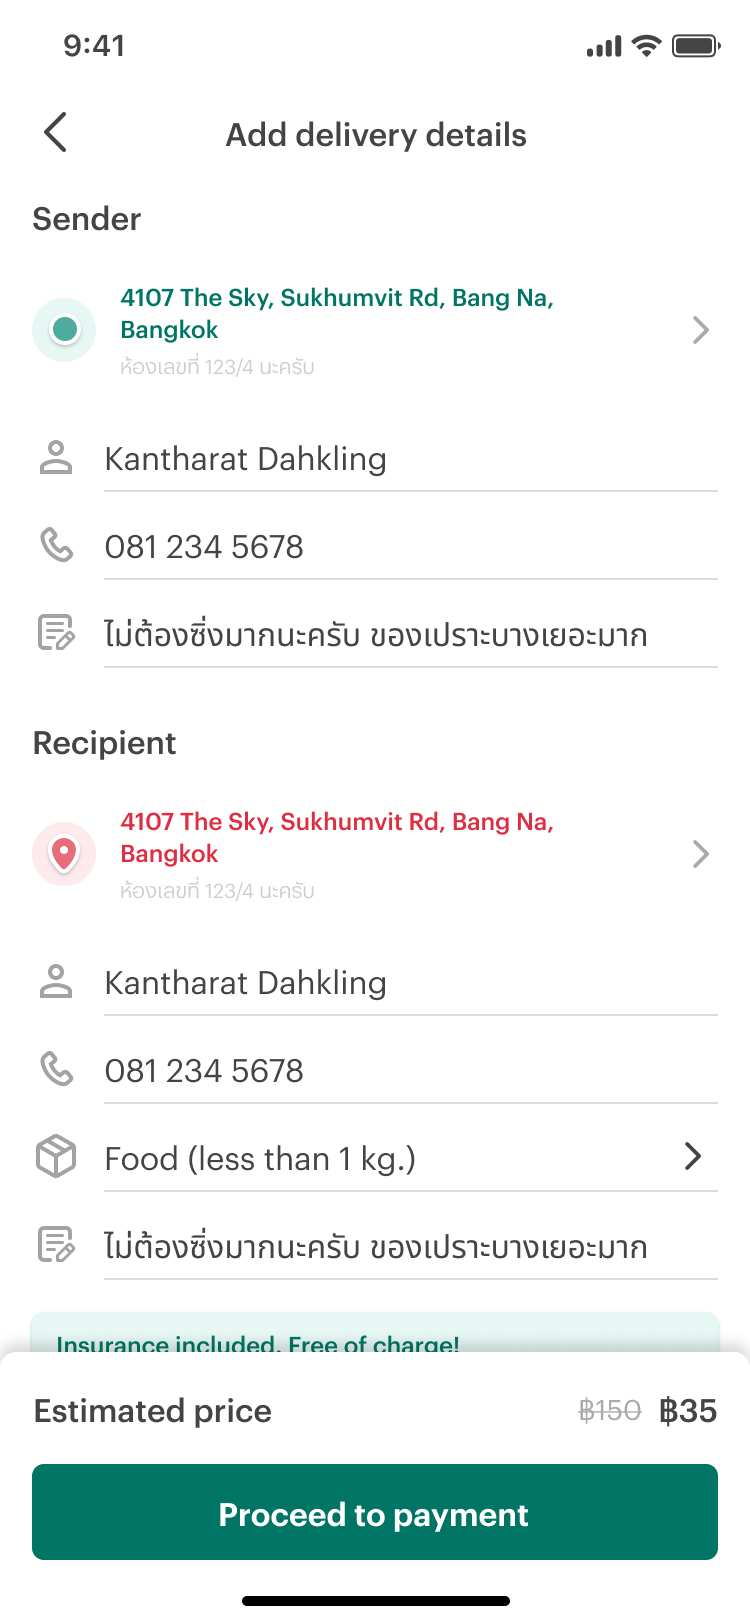 9:41
Add delivery details
Sender
4107 The Sky, Sukhumvit Rd, Bang Na,
Bangkok
ห้องเลขที่ 123/4 นะครับ
Kantharat Dahkling
081 234 5678
ไม่ต้องซิ่งมากนะครับ ของเปราะบางเยอะมาก
Recipient
4107 The Sky, Sukhumvit Rd, Bang Na,
Bangkok
ห้องเลขที่ 123/4 นะครับ
Kantharat Dahkling
081 234 5678
Food (less than 1 kg.)
ไม่ต้องซิ่งมากนะครับ ของเปราะบางเยอะมาก
Insurance included. Free of charge!
Estimated price ฿150 ฿35
Proceed to payment